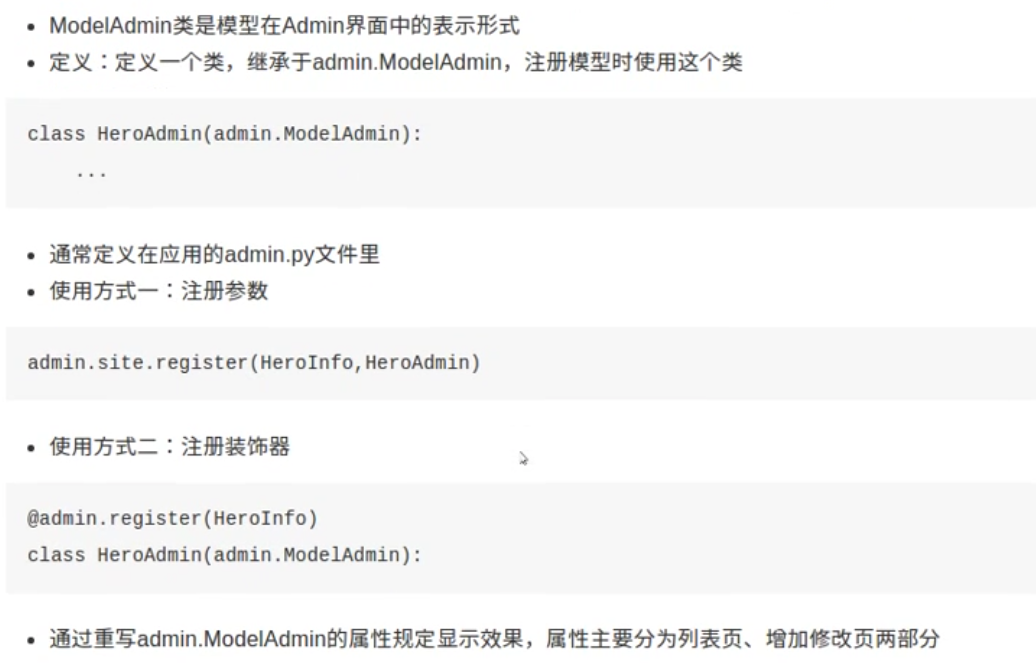 ModelAdmin类是模型在Admin界面中的表示形式
定义：定义一个类，继承于admin.ModelAdmin，注册模型时使用这个类
class HeroAdmin(admin.ModelAdmin):
...
通常定义在应用的admin.py文件里
使用方式一：注册参数
admin.site.register(HeroInfo,HeroAdmin)
使用方式二：注册装饰器
@admin.register(HeroInfo)
class HeroAdmin(admin.ModelAdmin):
通过重写admin.ModelAdmin的属性规定显示效果，属性主要分为列表页、增加修改页两部分